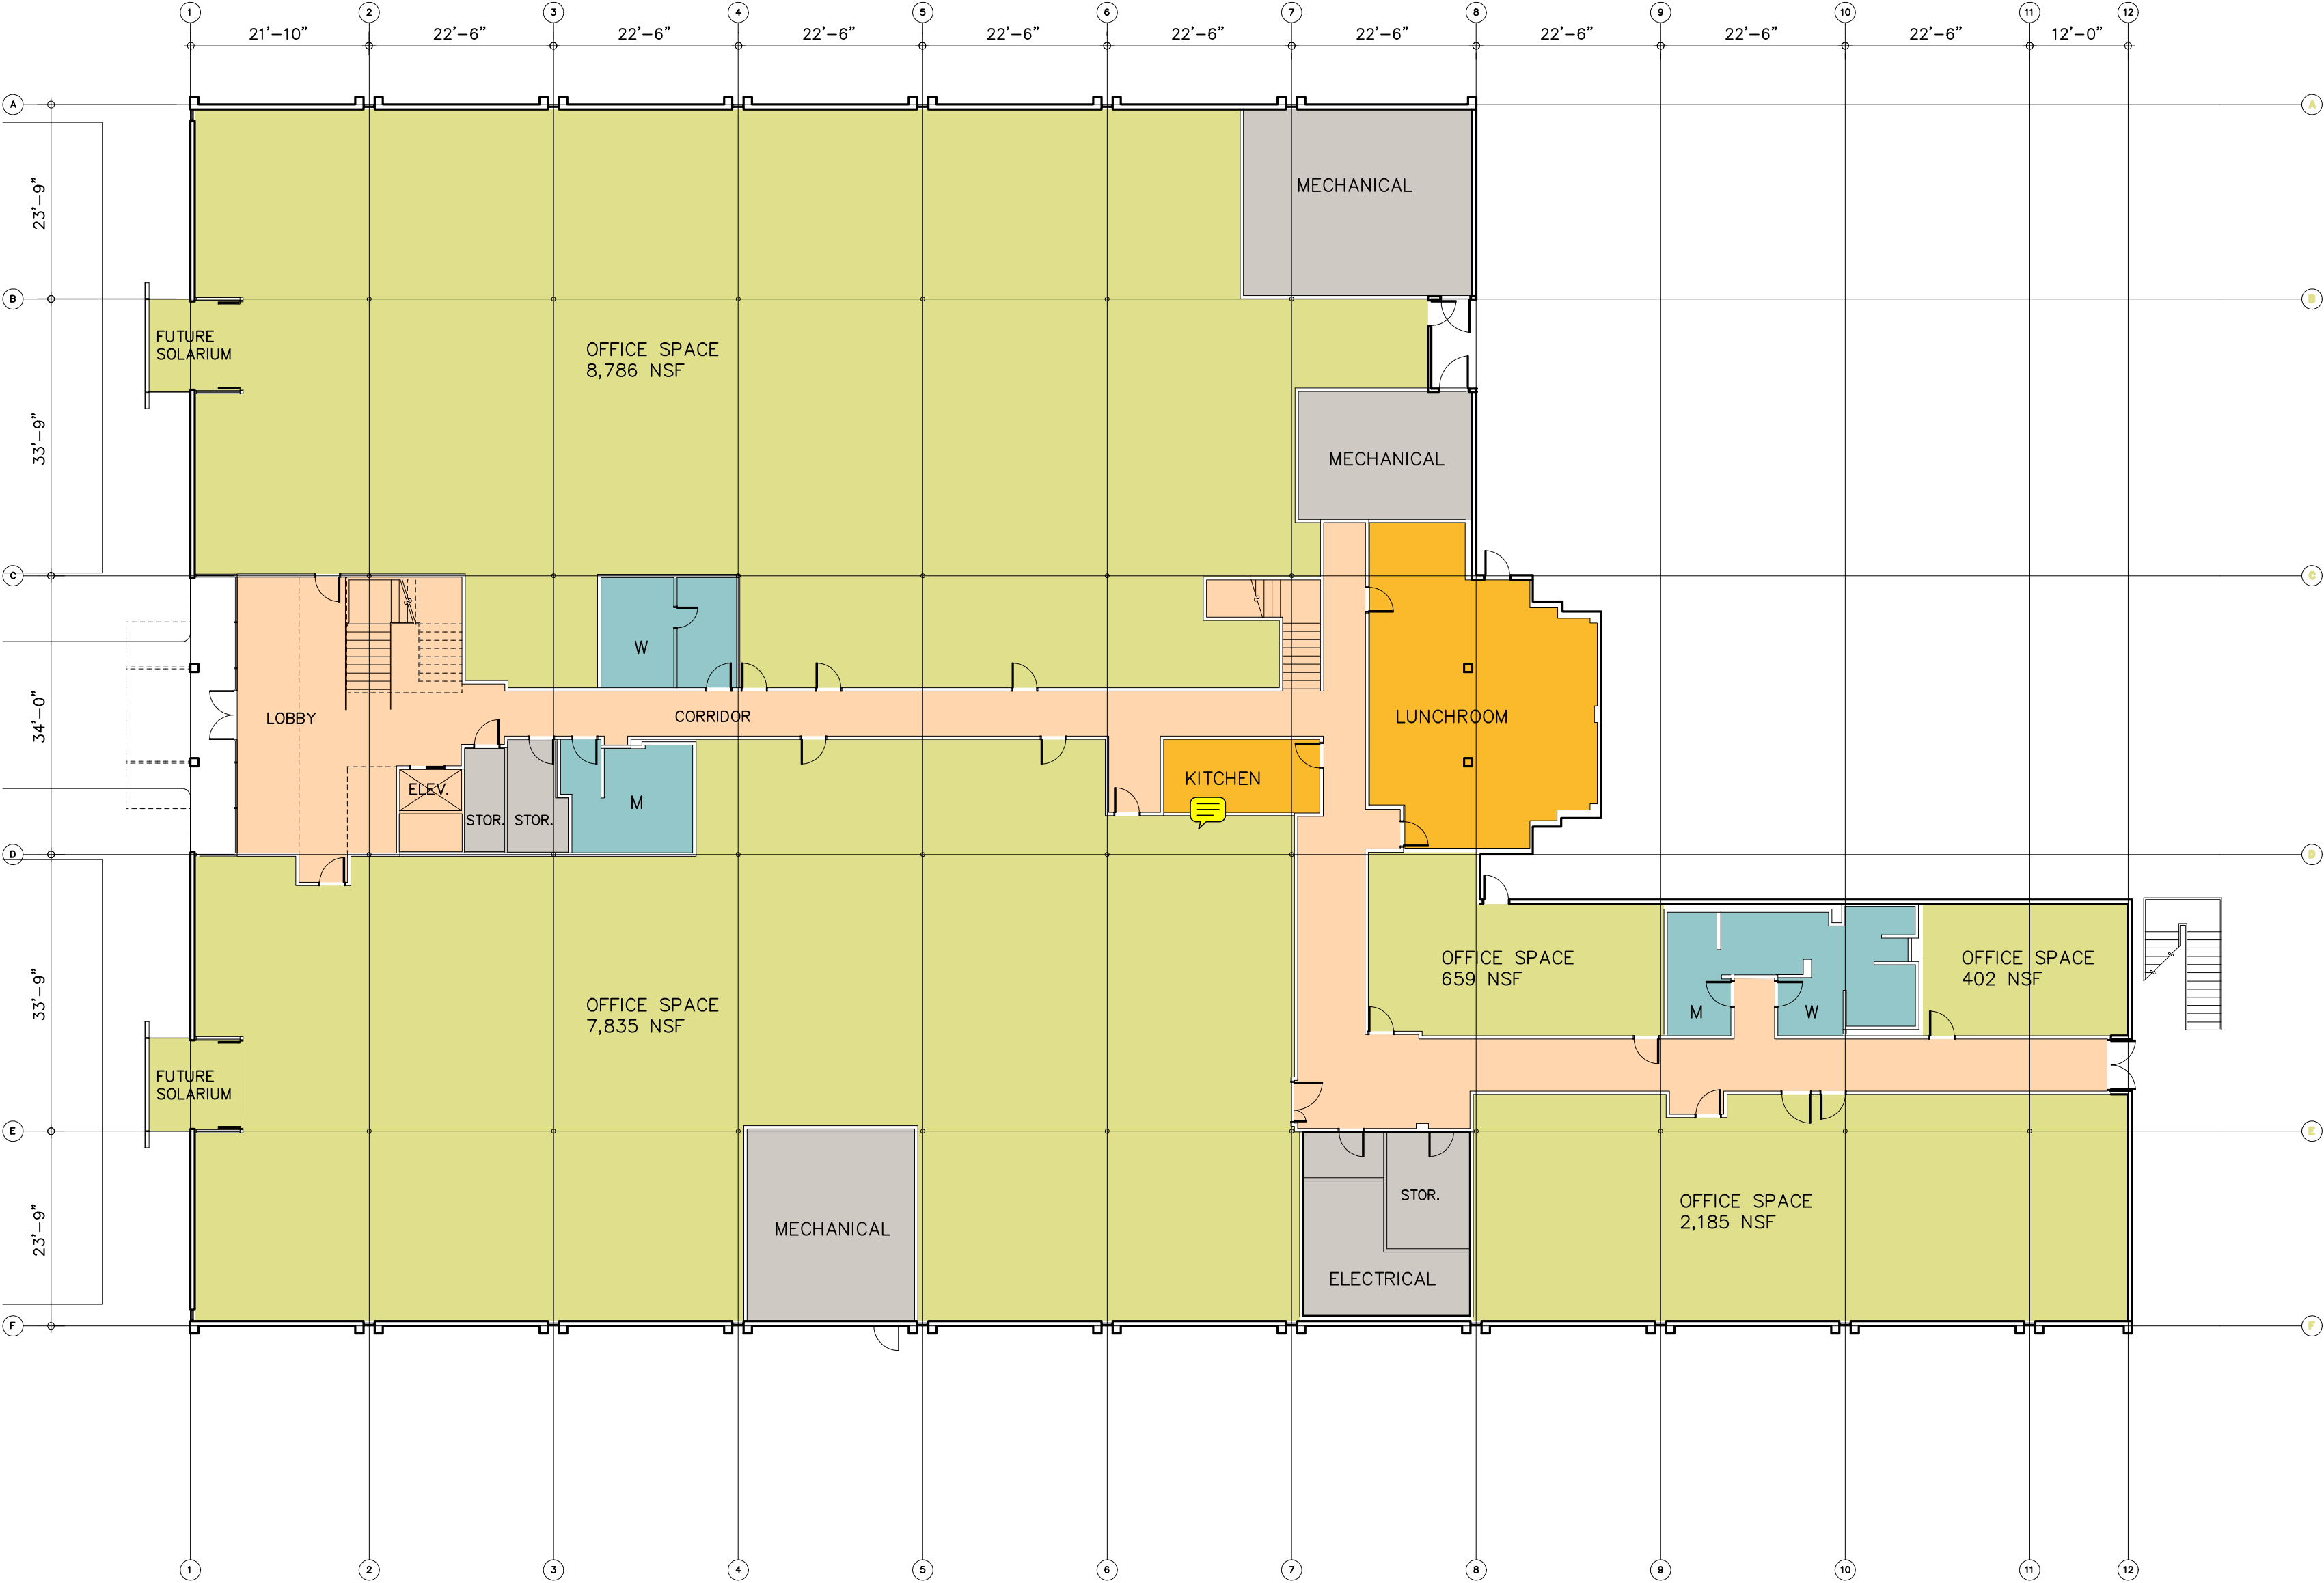 1 2 3 4 5 6 7 8 9 10 11 12
21'-10" 22'-6" 22'-6" 22'-6" 22'-6" 22'-6" 22'-6" 22'-6" 22'-6" 22'-6" 12'-0"
A A
23'-9"
MECHANICAL
B B
FUTURE
SOLARIUM
OFFICE SPACE
8,786 NSF
33'-9"
MECHANICAL
C C
W
34'-0"
LOBBY
CORRIDOR
LUNCHROOM
KITCHEN
ELEV.
M
STOR.
STOR.
D D
33'-9"
OFFICE SPACE
659 NSF
OFFICE SPACE
402 NSF
OFFICE SPACE
7,835 NSF
M
W
FUTURE
SOLARIUM
E E
23'-9"
MECHANICAL
STOR.
OFFICE SPACE
2,185 NSF
ELECTRICAL
F F
1 2 3 4 5 6 7 8 9 10 11 12